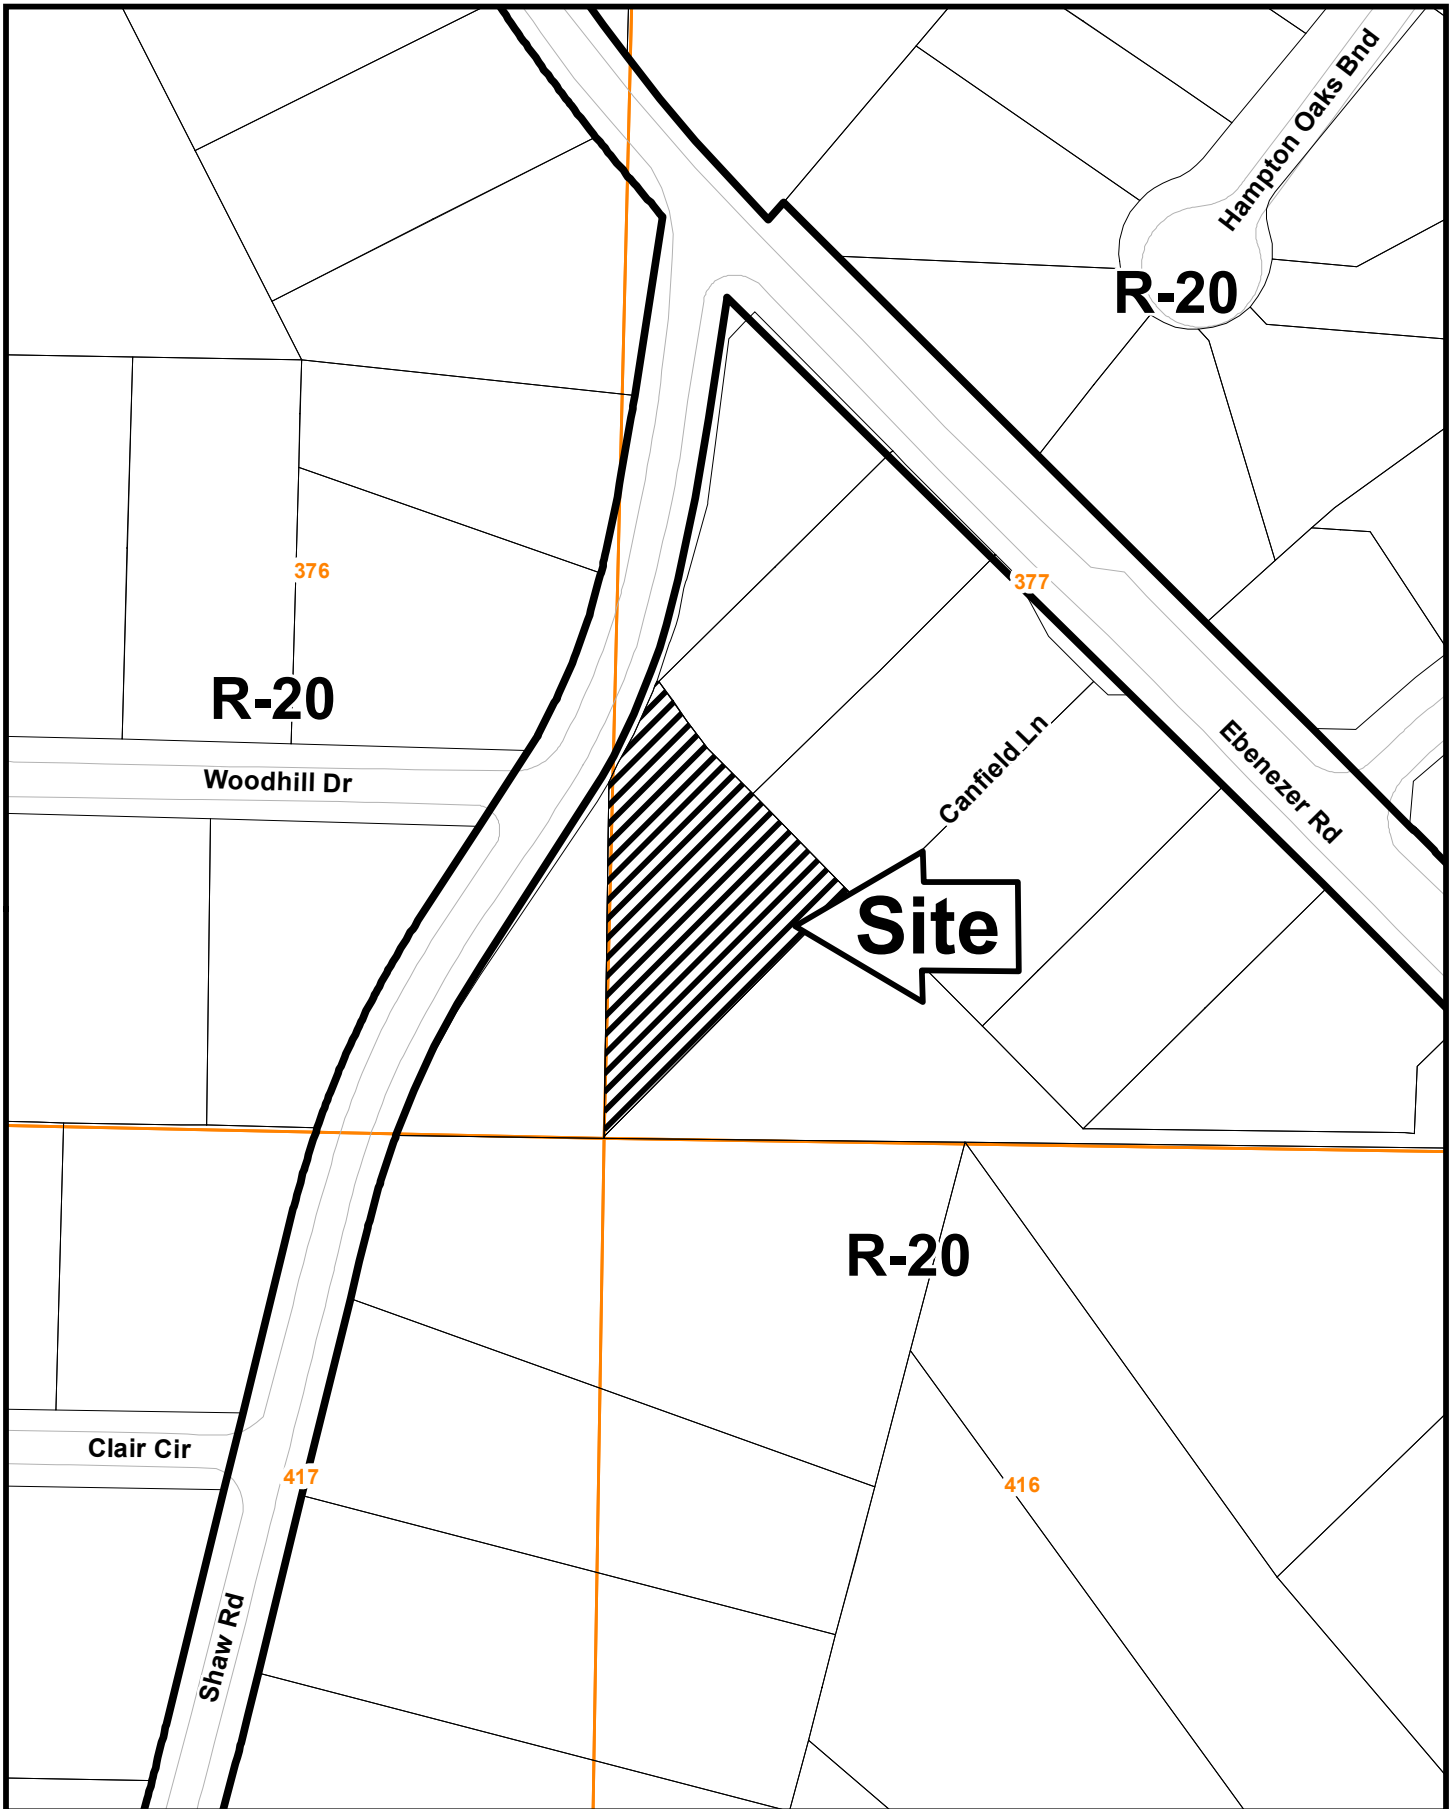 Hampton Oaks Bnd
R-20
376
377
R-20
Woodhill Dr
Canfield Ln
Ebenezer Rd
Site
R-20
Clair Cir
417
416
Shaw Rd